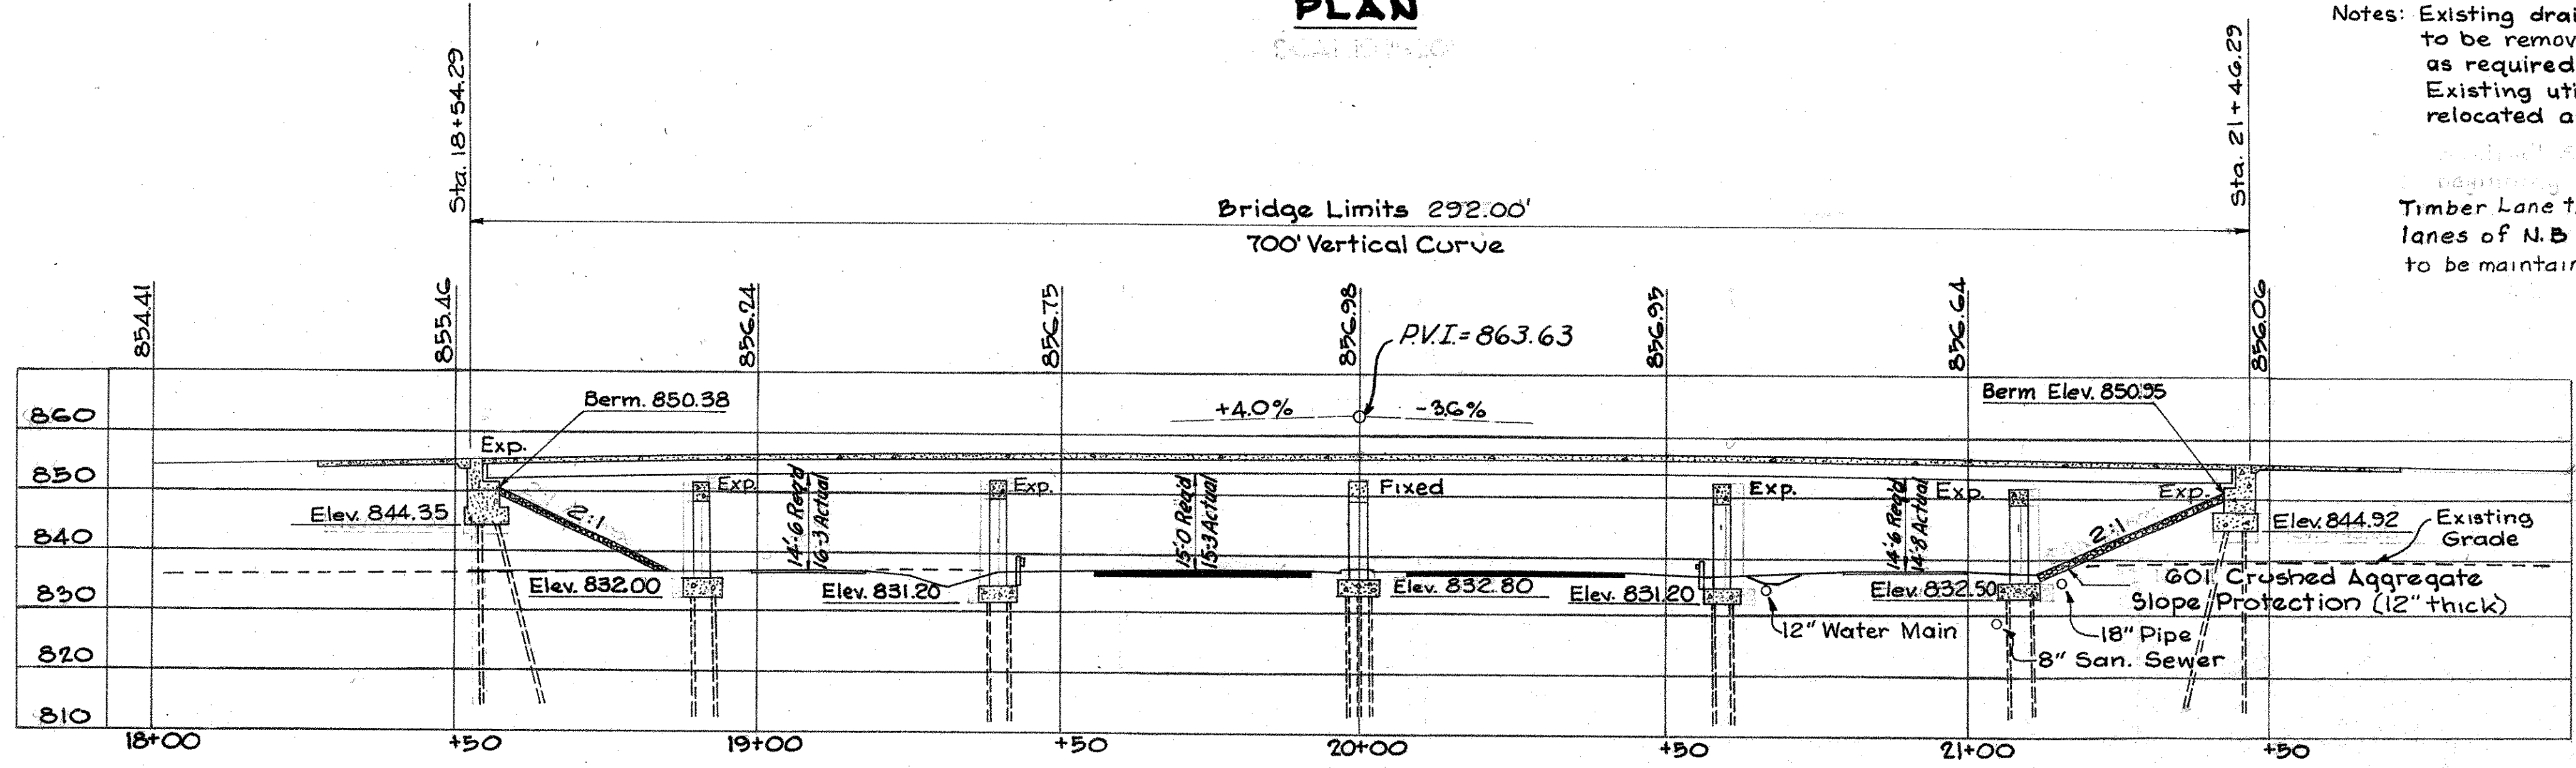 PLAN
Notes: Existing drai
to be remov
as required
Existing uti
relocated a
Timber Lane t
lanes of N.B
to be maintain
Sta. 18+54.29
Sta. 21+46.29
Bridge Limits 292.00'
700' Vertical Curve
854.41
855.46
856.24
856.75
856.98
856.95
856.64
856.06
P.V.I.= 863.63
+4.0%
-3.6%
Berm. 850.38
Berm Elev. 850.95
860
850
840
830
820
810
Exp.
Exp.
Exp.
Fixed
Exp.
Exp.
Exp.
14'-6 Req'd
16'-3 Actual
15'-0 Req'd
15'-3 Actual
14'-6 Req'd
14'-8 Actual
2:1
2:1
Elev. 844.35
Elev. 844.92
Existing
Grade
Elev. 832.00
Elev. 831.20
Elev. 832.80
Elev. 831.20
Elev. 832.50
601 Crushed Aggregate
Slope Protection (12" thick)
12" Water Main
18" Pipe
8" San. Sewer
18+00
+50
19+00
+50
20+00
+50
21+00
+50